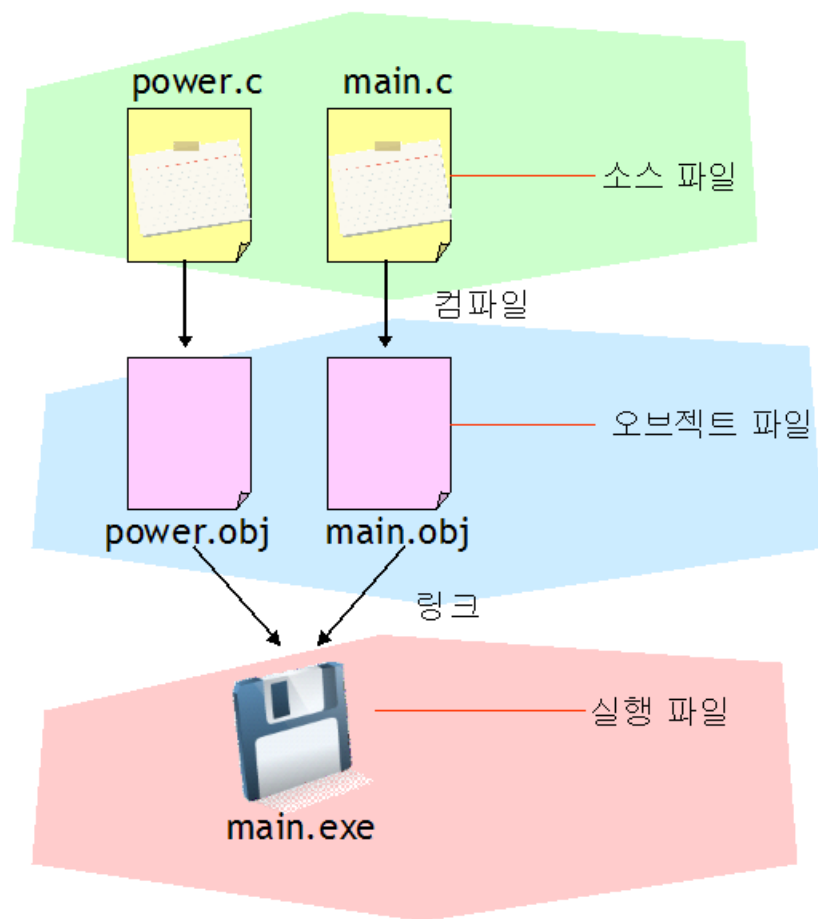 power.c
main.c
소스 파일
컴파일
오브젝트 파일
power.obj
main.obj
링크
실행 파일
main.exe